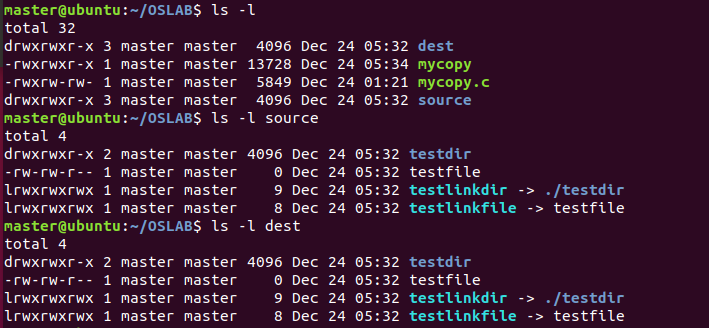 master@ubuntu:~/OSLAB$ ls -l
total 32
drwxrwxr-x 3 master master  4096 Dec 24 05:32 dest
-rwxrwxr-x 1 master master 13728 Dec 24 05:34 mycopy
-rwxrw-rw- 1 master master  5849 Dec 24 01:21 mycopy.c
drwxrwxr-x 3 master master  4096 Dec 24 05:32 source
master@ubuntu:~/OSLAB$ ls -l source
total 4
drwxrwxr-x 2 master master 4096 Dec 24 05:32 testdir
-rw-rw-r-- 1 master master    0 Dec 24 05:32 testfile
lrwxrwxrwx 1 master master    9 Dec 24 05:32 testlinkdir -> ./testdir
lrwxrwxrwx 1 master master    8 Dec 24 05:32 testlinkfile -> testfile
master@ubuntu:~/OSLAB$ ls -l dest
total 4
drwxrwxr-x 2 master master 4096 Dec 24 05:32 testdir
-rw-rw-r-- 1 master master    0 Dec 24 05:32 testfile
lrwxrwxrwx 1 master master    9 Dec 24 05:32 testlinkdir -> ./testdir
lrwxrwxrwx 1 master master    8 Dec 24 05:32 testlinkfile -> testfile